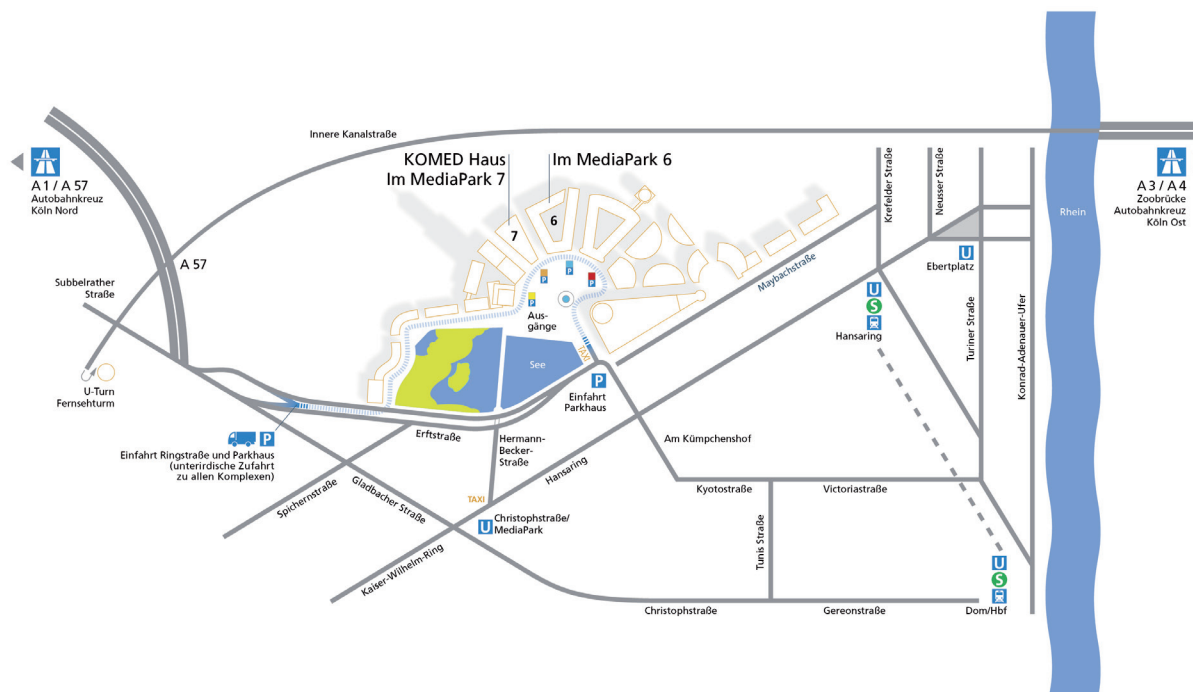 Innere Kanalstraße
KOMED Haus
Im MediaPark 7
Im MediaPark 6
A 1 / A 57
Autobahnkreuz
Köln Nord
A 57
Subbelrather
Straße
U-Turn
Fernsehturm
7
6
P
P
P
P
Aus-
gänge
See
TAXI
P
Einfahrt
Parkhaus
Maybachstraße
Krefelder Straße
Neusser Straße
U
Ebertplatz
U
S
Hansaring
Turiner Straße
Konrad-Adenauer-Ufer
Rhein
A 3 / A 4
Zoobrücke
Autobahnkreuz
Köln Ost
P
Einfahrt Ringstraße und Parkhaus
(unterirdische Zufahrt
zu allen Komplexen)
Erftstraße
Hermann-
Becker-
Straße
Hansaring
Am Kümpchenshof
Spichernstraße
Gladbacher Straße
TAXI
U
Christophstraße/
MediaPark
Kaiser-Wilhelm-Ring
Kyotostraße
Victoriastraße
Tunis Straße
Christophstraße
Gereonstraße
U
S
Dom/Hbf